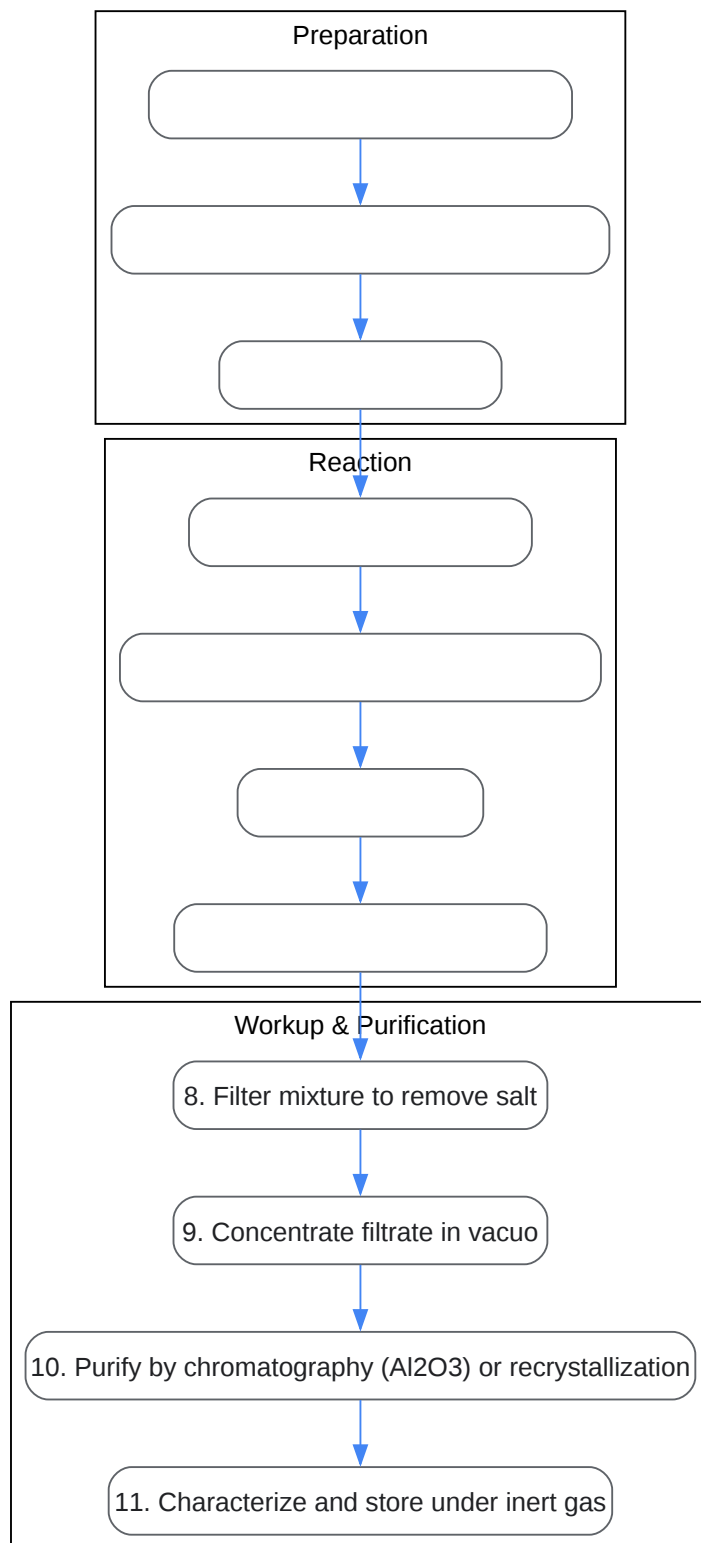 Preparation
Reaction
Workup & Purification
8. Filter mixture to remove salt
9. Concentrate filtrate in vacuo
10. Purify by chromatography (Al2O3) or recrystallization
11. Characterize and store under inert gas